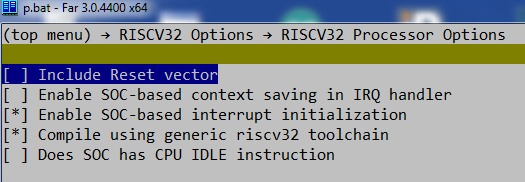 p.bat - Far 3.0.4400 x64
(top menu) → RISCV32 Options → RISCV32 Processor Options
[ ] Include Reset vector
[ ] Enable SOC-based context saving in IRQ handler
[*] Enable SOC-based interrupt initialization
[*] Compile using generic riscv32 toolchain
[ ] Does SOC has CPU IDLE instruction